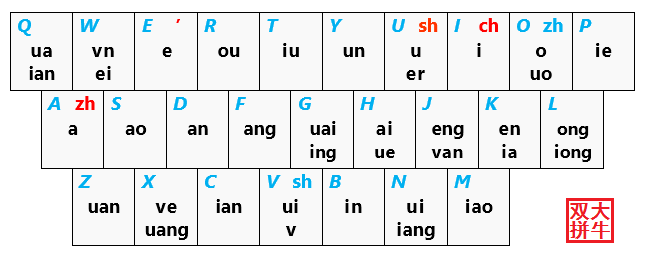 Q W E ′ R T Y U sh I ch O zh P
ua vn e ou iu un u i o ie
ian ei er uo
A zh S D F G H J K L
a ao an ang uai ai eng en ong
ing ue van ia iong
Z X C V sh B N M
uan ve ian ui in ui iao
uang v iang
双大
拼牛